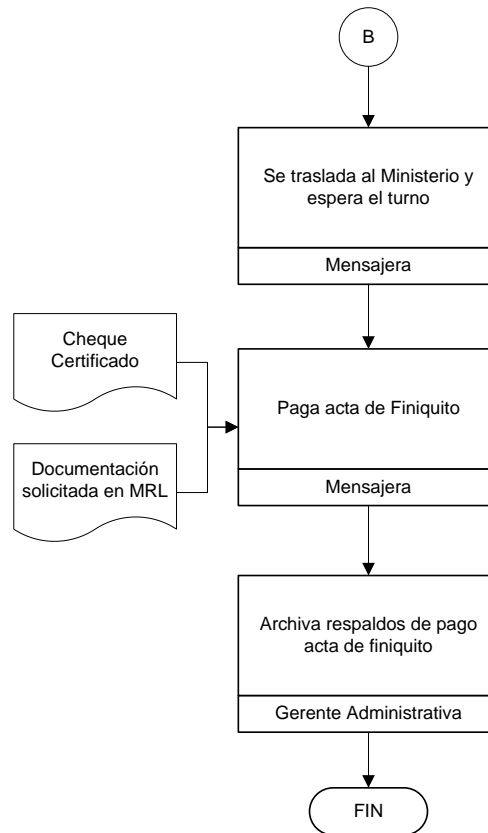 B
Se traslada al Ministerio y
espera el turno
Mensajera
Cheque
Certificado
Paga acta de Finiquito
Documentación
solicitada en MRL
Mensajera
Archiva respaldos de pago
acta de finiquito
Gerente Administrativa
FIN